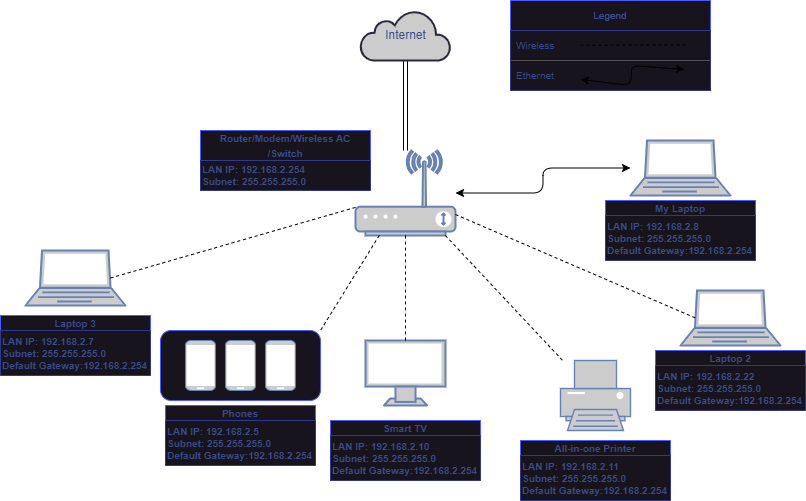 Internet
Legend
Wireless
Ethernet
Router/Modem/Wireless AC
/Switch
LAN IP: 192.168.2.254
Subnet: 255.255.255.0
My Laptop
LAN IP: 192.168.2.8
Subnet: 255.255.255.0
Default Gateway:192.168.2.254
Laptop 3
LAN IP: 192.168.2.7
Subnet: 255.255.255.0
Default Gateway:192.168.2.254
Laptop 2
LAN IP: 192.168.2.22
Subnet: 255.255.255.0
Default Gateway:192.168.2.254
Phones
LAN IP: 192.168.2.5
Subnet: 255.255.255.0
Default Gateway:192.168.2.254
Smart TV
LAN IP: 192.168.2.10
Subnet: 255.255.255.0
Default Gateway:192.168.2.254
All-in-one Printer
LAN IP: 192.168.2.11
Subnet: 255.255.255.0
Default Gateway:192.168.2.254